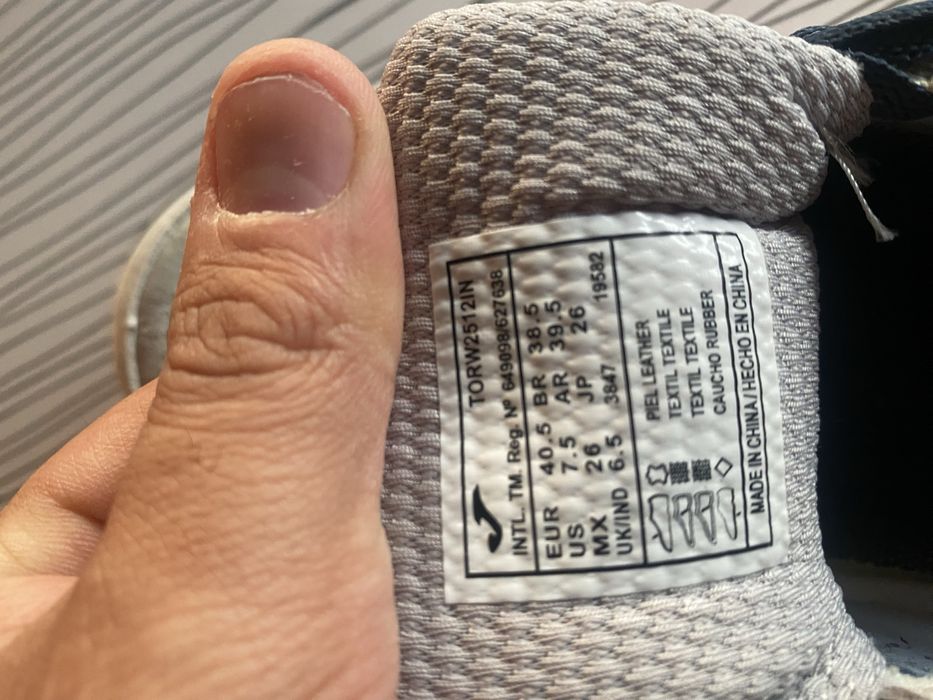 TORW2512IN
INTL. TM. Reg. Nº 649098/627638
EUR 40.5 BR 38.5
US 7.5 AR 39.5
MX 26 JP 26
UK/IND 6.5 3847 19582
PIEL LEATHER
TEXTIL TEXTILE
TEXTIL TEXTILE
CAUCHO RUBBER
MADE IN CHINA/HECHO EN CHINA